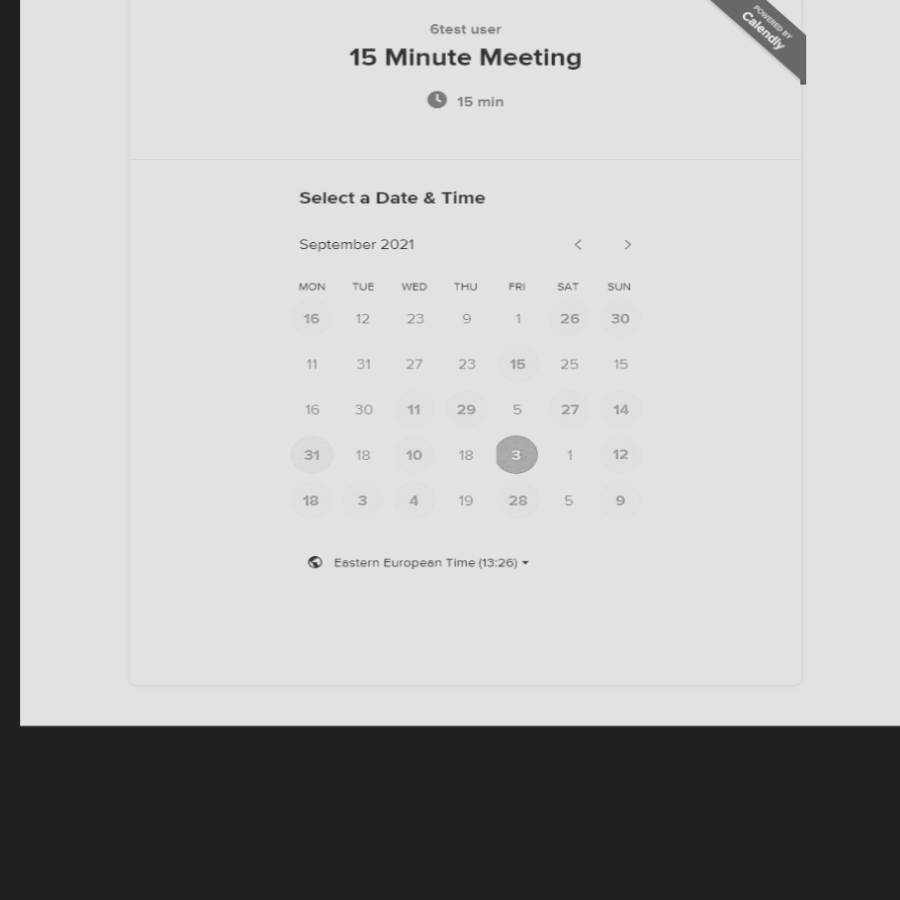 POWERED BY
Calendly
6test user
15 Minute Meeting
15 min
Select a Date & Time
September 2021
MON TUE WED THU FRI SAT SUN
16 12 23 9 1 26 30
11 31 27 23 15 25 15
16 30 11 29 5 27 14
31 18 10 18 3 1 12
18 3 4 19 28 5 9
Eastern European Time (13:26)